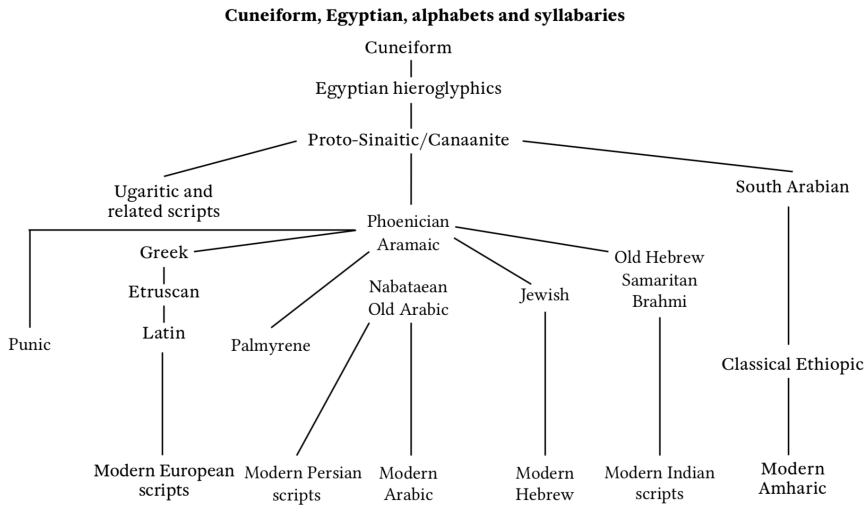 Cuneiform, Egyptian, alphabets and syllabaries
Cuneiform
Egyptian hieroglyphics
Proto-Sinaitic/Canaanite
Ugaritic and
related scripts
South Arabian
Phoenician
Aramaic
Greek
Etruscan
Latin
Punic
Palmyrene
Nabataean
Old Arabic
Jewish
Old Hebrew
Samaritan
Brahmi
Classical Ethiopic
Modern European
scripts
Modern Persian
scripts
Modern
Arabic
Modern
Hebrew
Modern Indian
scripts
Modern
Amharic